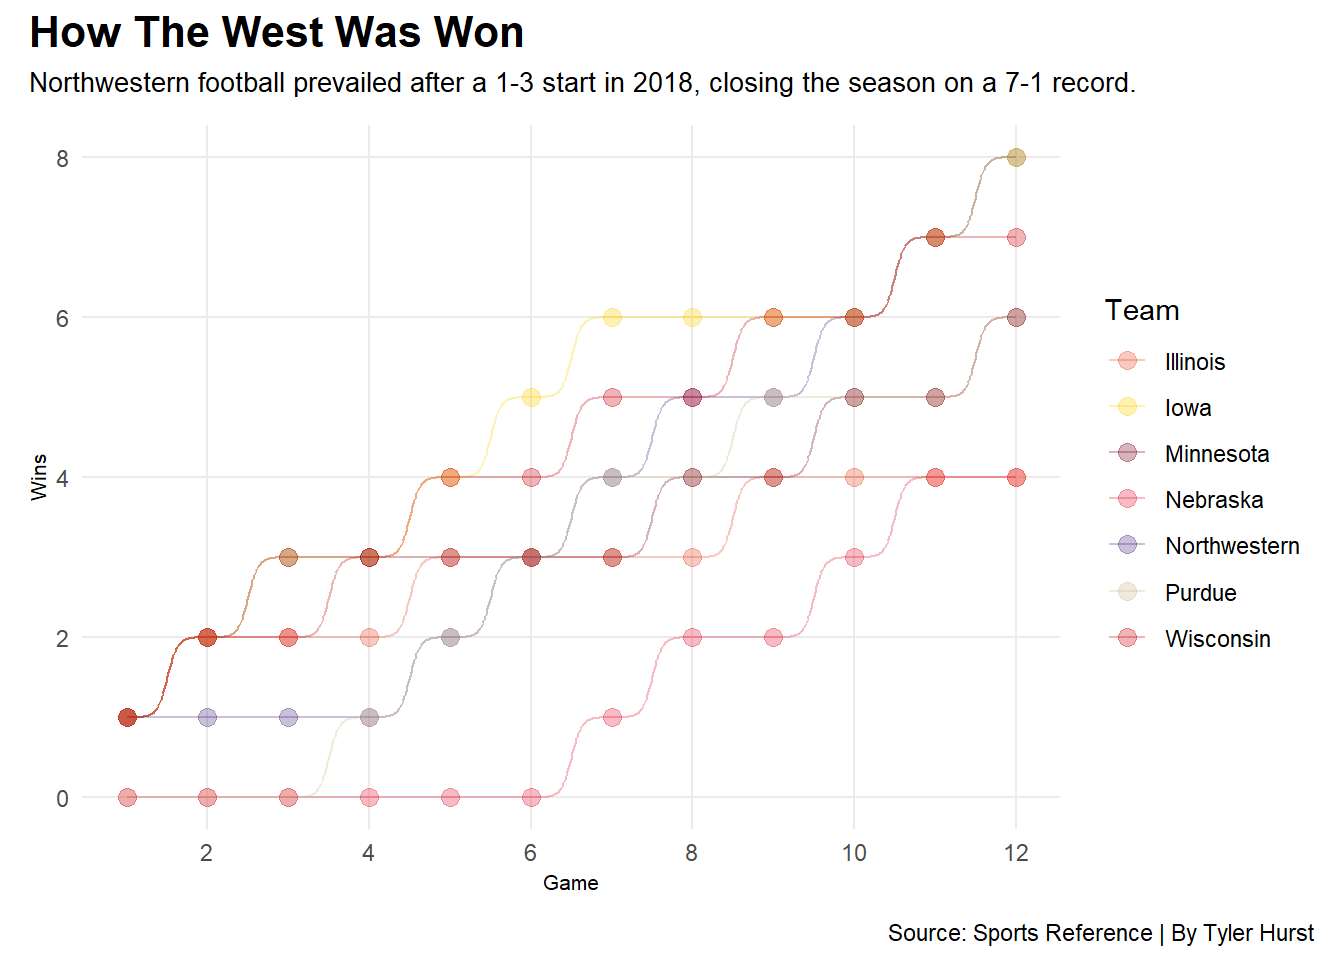 How The West Was Won
Northwestern football prevailed after a 1-3 start in 2018, closing the season on a 7-1 record.
8
6
4
2
0
Wins
2 4 6 8 10 12
Game
Team
Illinois
Iowa
Minnesota
Nebraska
Northwestern
Purdue
Wisconsin
Source: Sports Reference | By Tyler Hurst